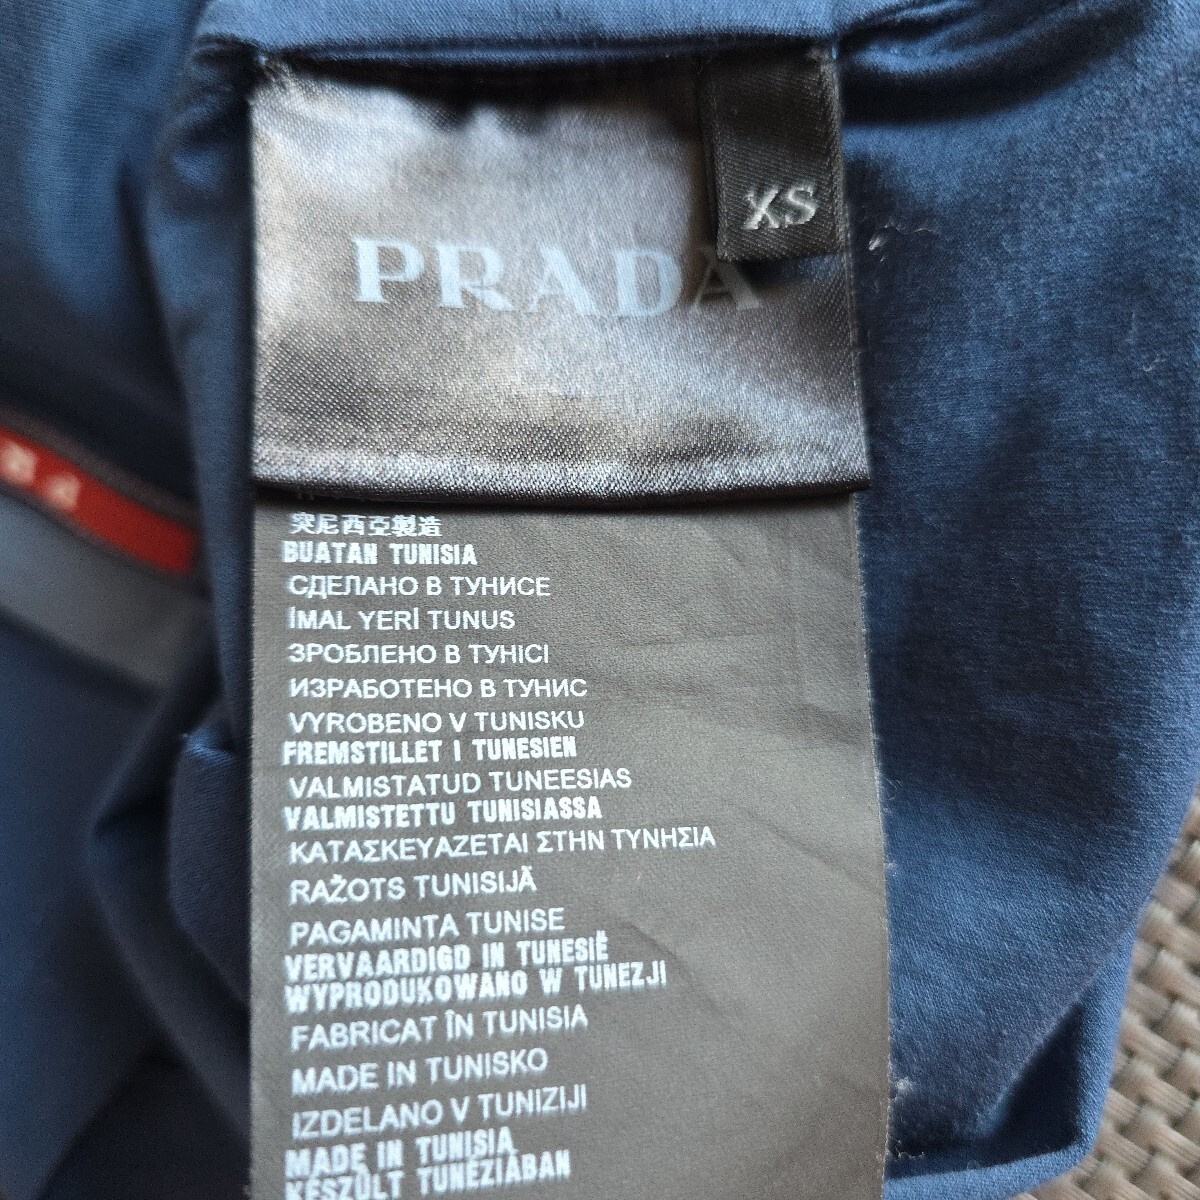 XS
PRADA
突尼西亞製造
BUATAN TUNISIA
СДЕЛАНО В ТУНИСЕ
İMAL YERİ TUNUS
ЗРОБЛЕНО В ТУНІСІ
ИЗРАБОТЕНО В ТУНИС
VYROBENO V TUNISKU
FREMSTILLET I TUNESIEN
VALMISTATUD TUNEESIAS
VALMISTETTU TUNISIASSA
ΚΑΤΑΣΚΕΥΑΖΕΤΑΙ ΣΤΗΝ ΤΥΝΗΣΙΑ
RAŽOTS TUNISIJĀ
PAGAMINTA TUNISE
VERVAARDIGD IN TUNESIË
WYPRODUKOWANO W TUNEZJI
FABRICAT ÎN TUNISIA
MADE IN TUNISKO
IZDELANO V TUNIZIJI
MADE IN TUNISIA
KÉSZÜLT TUNÉZIÁBAN